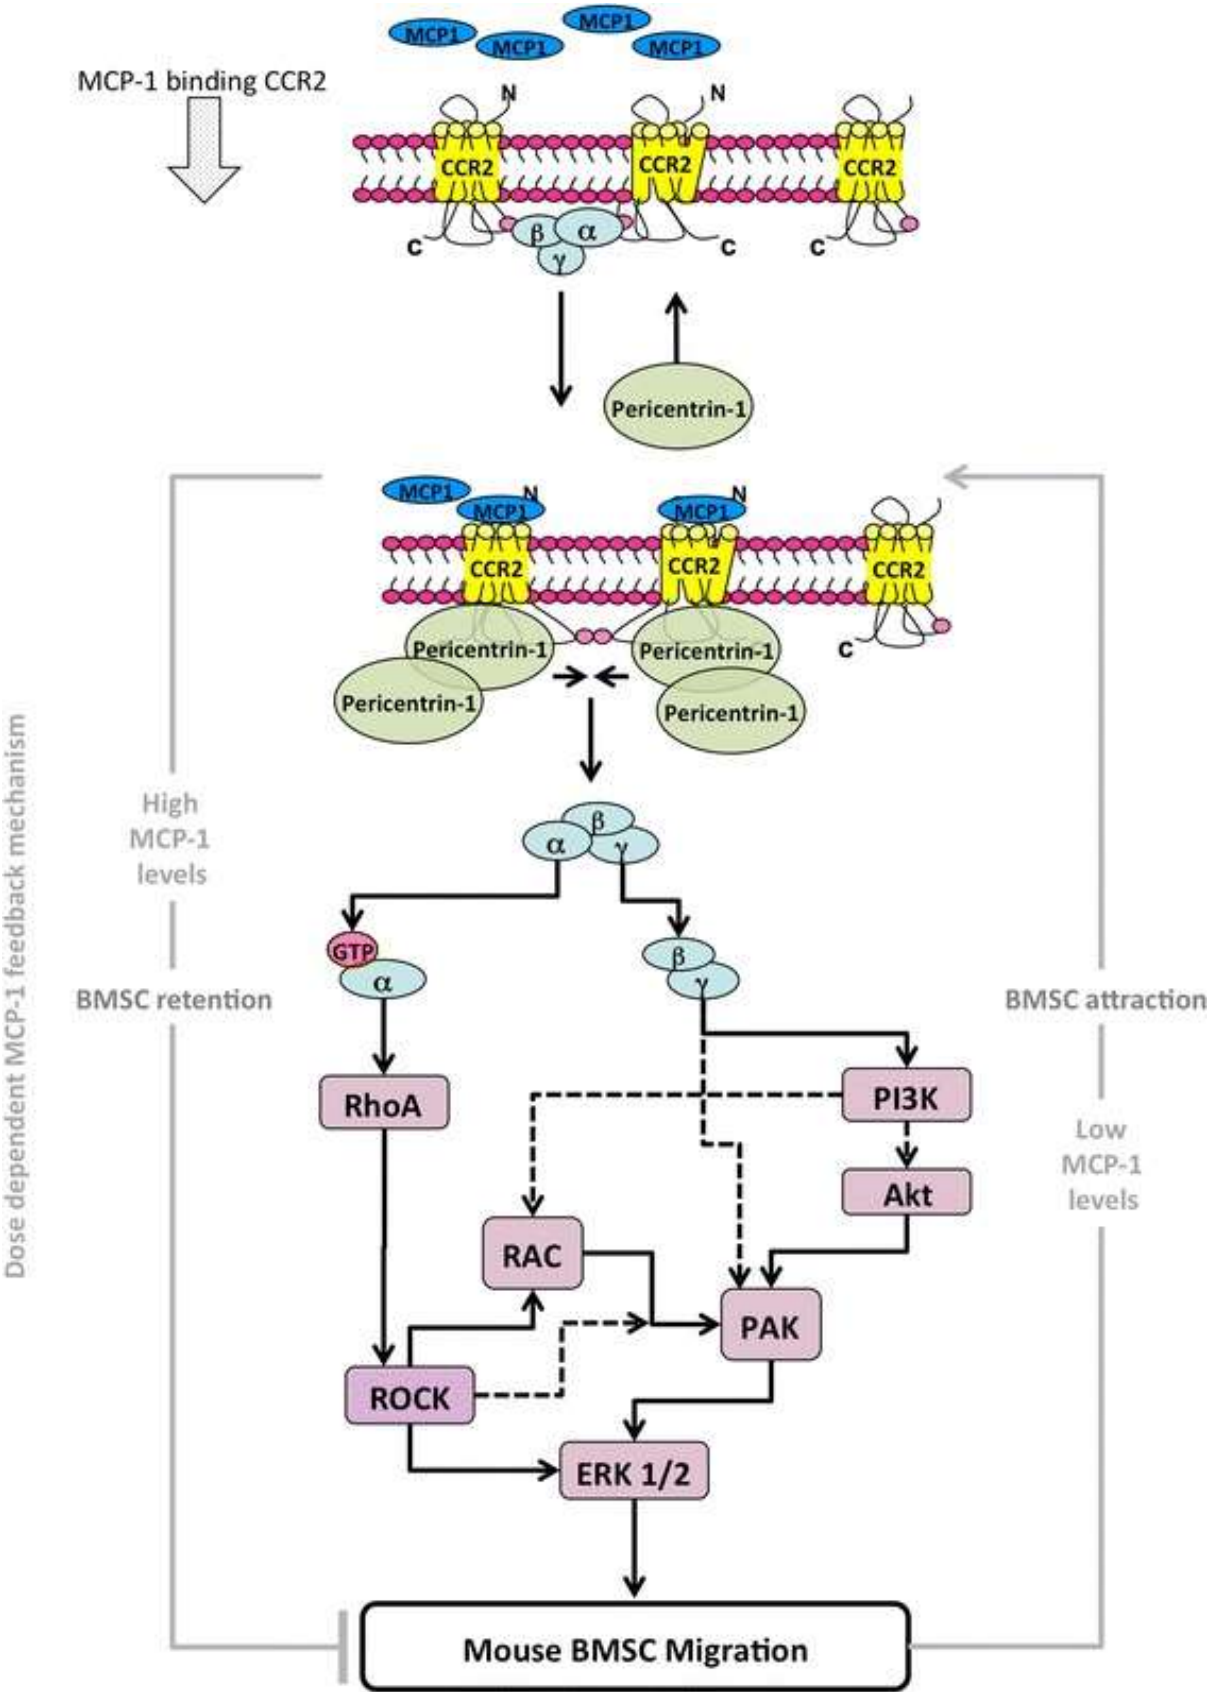 MCP1
MCP1
MCP1
MCP1
MCP-1 binding CCR2
N
N
CCR2
CCR2
CCR2
β
α
γ
C
C
C
Pericentrin-1
MCP1
MCP1
N
MCP1
N
CCR2
CCR2
CCR2
Pericentrin-1
Pericentrin-1
C
Pericentrin-1
Pericentrin-1
Dose dependent MCP-1 feedback mechanism
High
MCP-1
levels
BMSC retention
β
α
γ
GTP
α
β
γ
BMSC attraction
Low
MCP-1
levels
RhoA
PI3K
Akt
RAC
PAK
ROCK
ERK 1/2
Mouse BMSC Migration